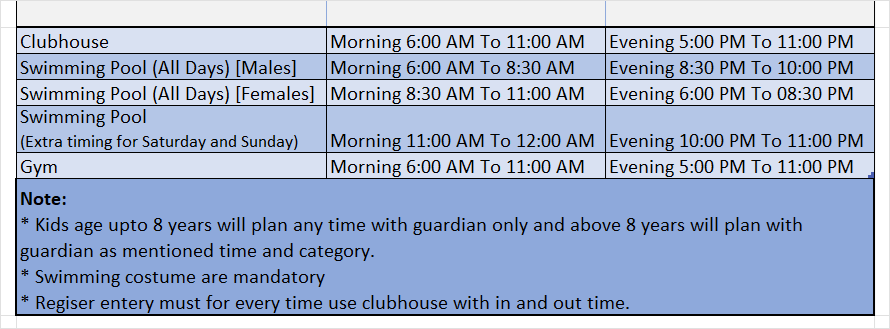 Clubhouse Morning 6:00 AM To 11:00 AM Evening 5:00 PM To 11:00 PM
Swimming Pool (All Days) [Males] Morning 6:00 AM To 8:30 AM Evening 8:30 PM To 10:00 PM
Swimming Pool (All Days) [Females] Morning 8:30 AM To 11:00 AM Evening 6:00 PM To 08:30 PM
Swimming Pool
(Extra timing for Saturday and Sunday) Morning 11:00 AM To 12:00 AM Evening 10:00 PM To 11:00 PM
Gym Morning 6:00 AM To 11:00 AM Evening 5:00 PM To 11:00 PM
Note:
* Kids age upto 8 years will plan any time with guardian only and above 8 years will plan with
guardian as mentioned time and category.
* Swimming costume are mandatory
* Regiser entery must for every time use clubhouse with in and out time.